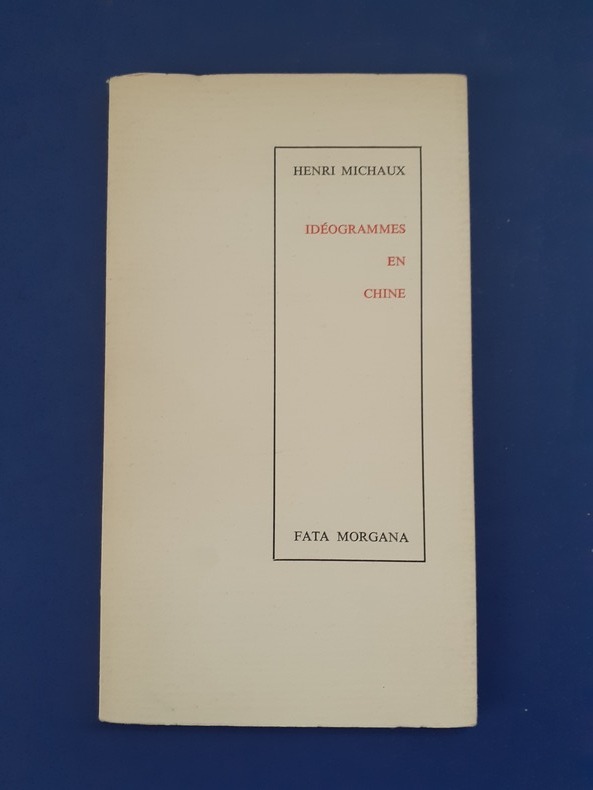 HENRI MICHAUX
IDÉOGRAMMES
EN
CHINE
FATA MORGANA